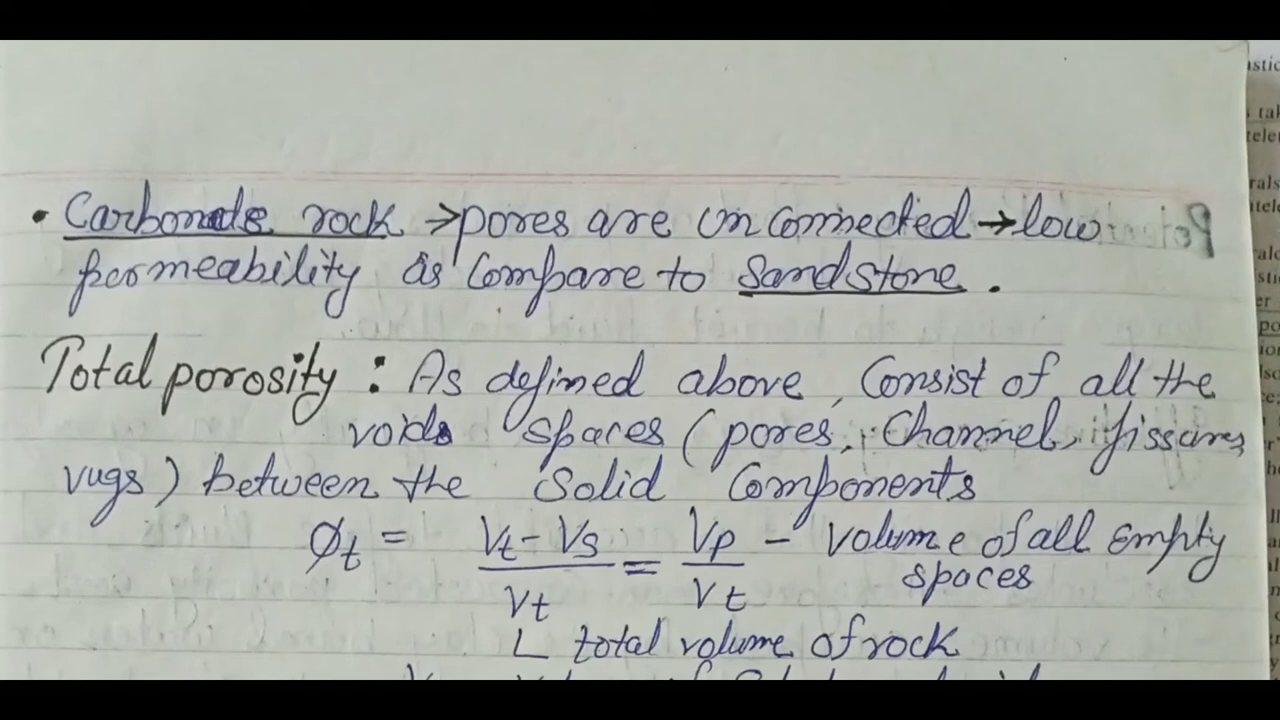 • Carbonate rock → pores are unconnected → low
permeability as compare to Sandstone.
Total porosity : As defined above, Consist of all the
voids spaces (pores, Channel, fissures,
vugs) between the Solid Components
Øt = Vt - Vs / Vt = Vp / Vt - volume of all empty
spaces
L total volume of rock